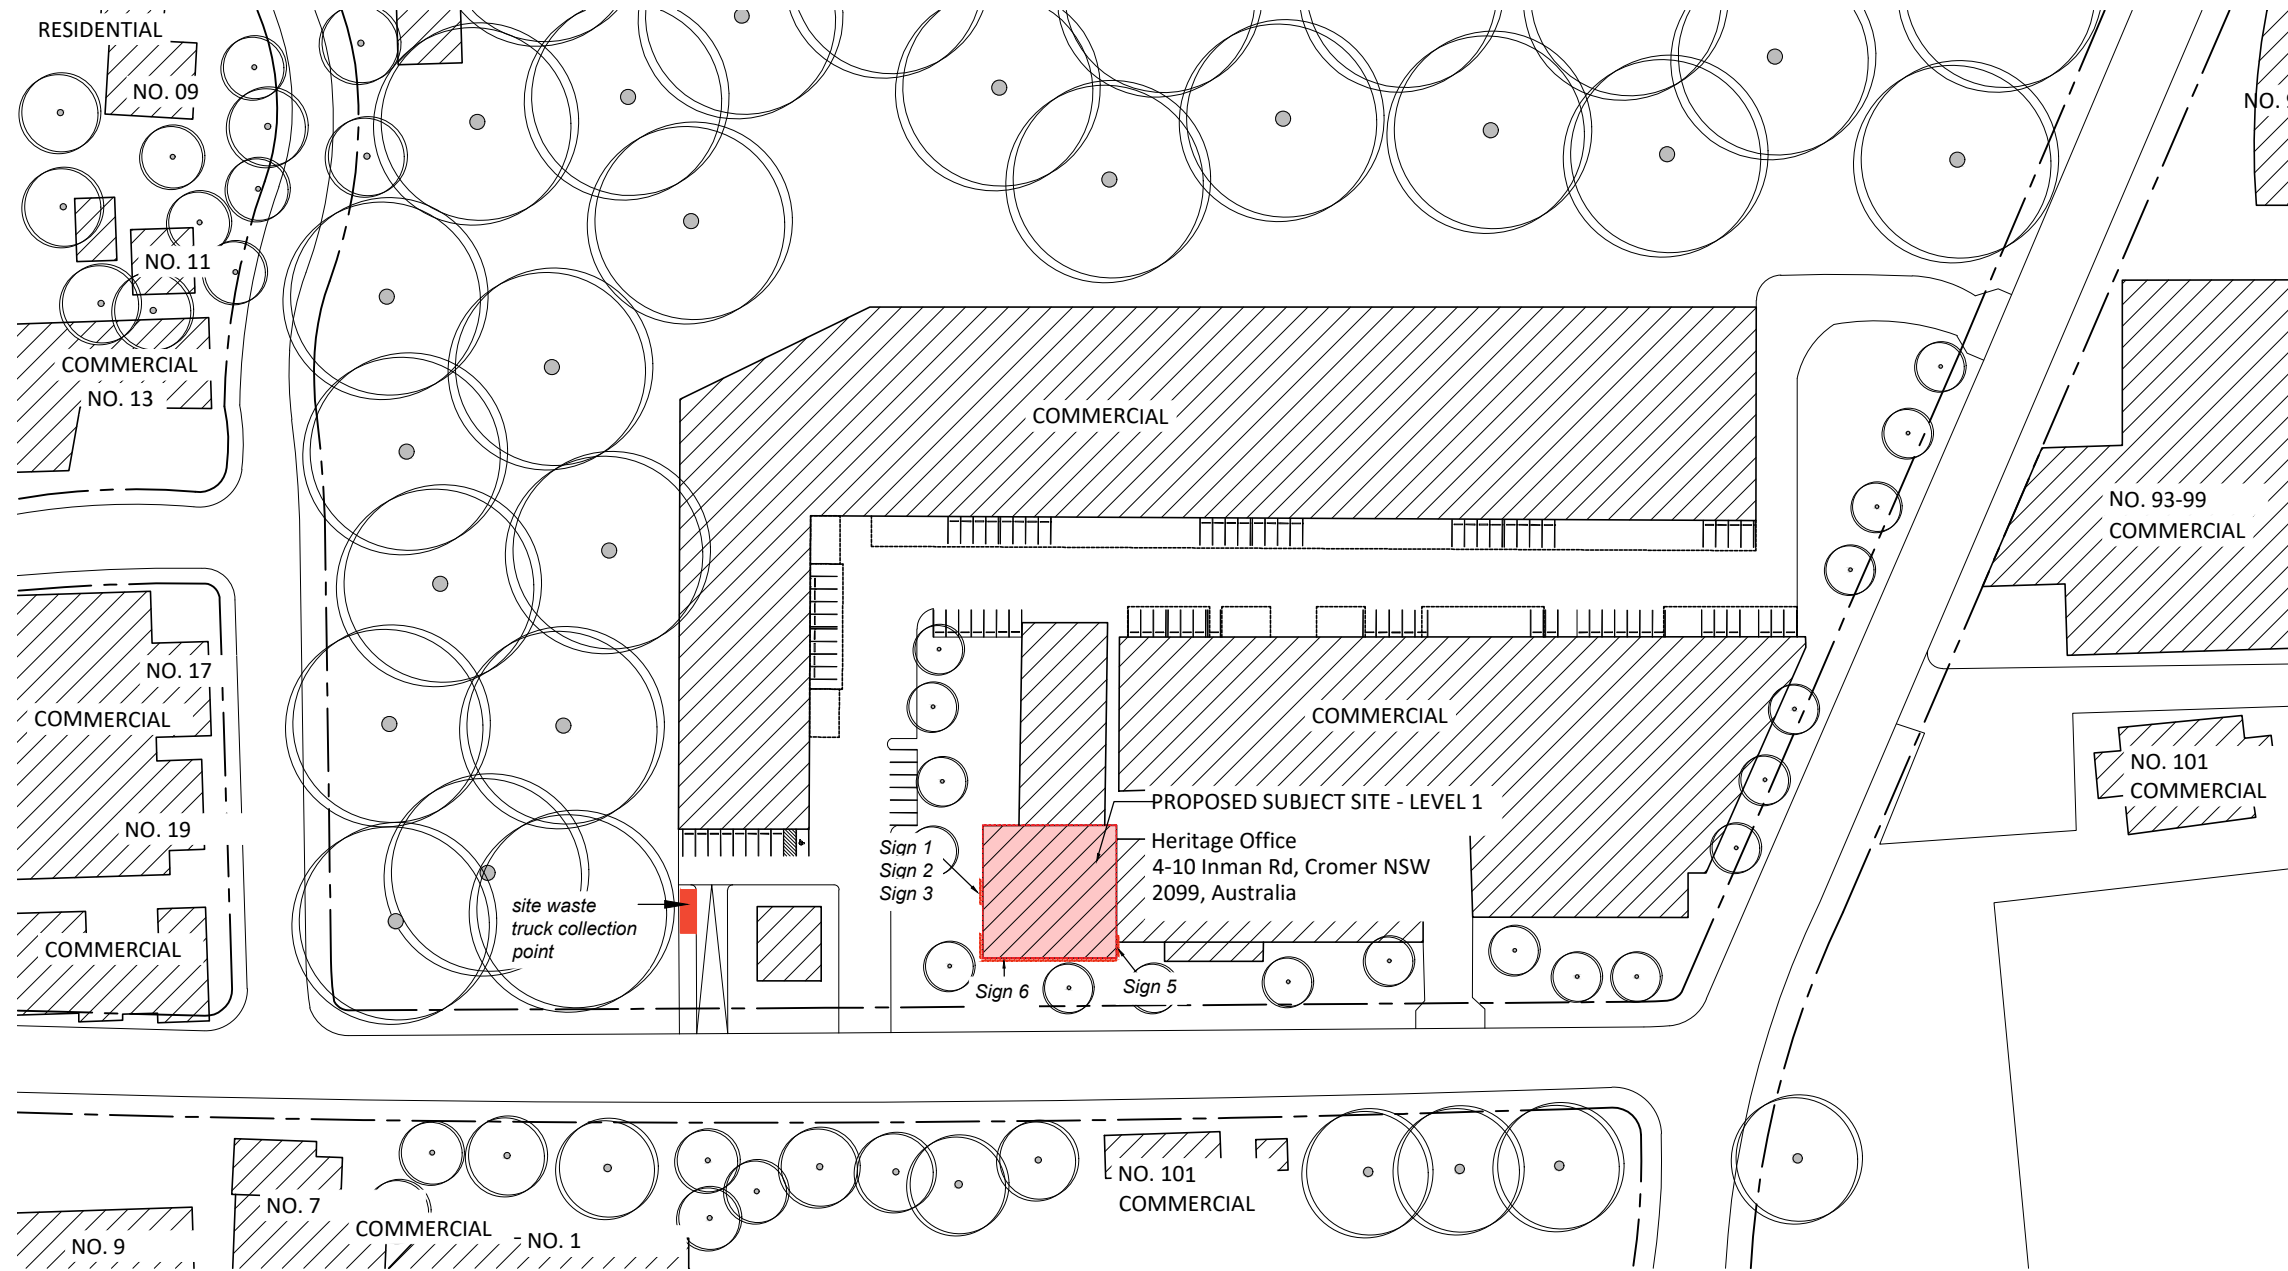 RESIDENTIAL
NO. 09
NO. 9
NO. 11
COMMERCIAL
NO. 13
COMMERCIAL
NO. 93-99
COMMERCIAL
NO. 17
COMMERCIAL
COMMERCIAL
NO. 101
COMMERCIAL
PROPOSED SUBJECT SITE - LEVEL 1
NO. 19
Heritage Office
4-10 Inman Rd, Cromer NSW
2099, Australia
Sign 1
Sign 2
Sign 3
site waste
truck collection
point
COMMERCIAL
Sign 6
Sign 5
NO. 101
COMMERCIAL
NO. 7
COMMERCIAL
NO. 1
NO. 9